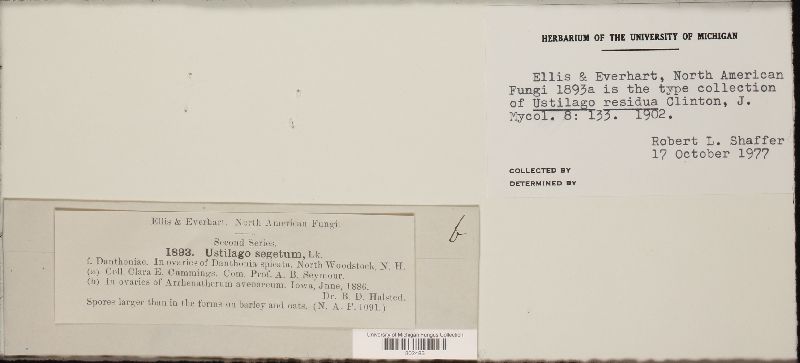 HERBARIUM OF THE UNIVERSITY OF MICHIGAN
Ellis & Everhart, North American
Fungi 1893a is the type collection
of Ustilago residua Clinton, J.
Mycol. 8: 133. 1902.
Robert L. Shaffer
17 October 1977
COLLECTED BY
DETERMINED BY
Ellis & Everhart. North American Fungi
Second Series.
1893. Ustilago segetum, Lk.
f. Danthoniae. In ovaries of Danthonia spicata. North Woodstock, N. H.
(a) Coll. Clara E. Cummings. Com. Prof. A. B. Seymour.
(b) In ovaries of Arrhenatherum avenaceum. Iowa, June, 1886.
Dr. B. D. Halsted.
Spores larger than in the forms on barley and oats. (N. A. F. 1091.)
b
University of Michigan Fungus Collection